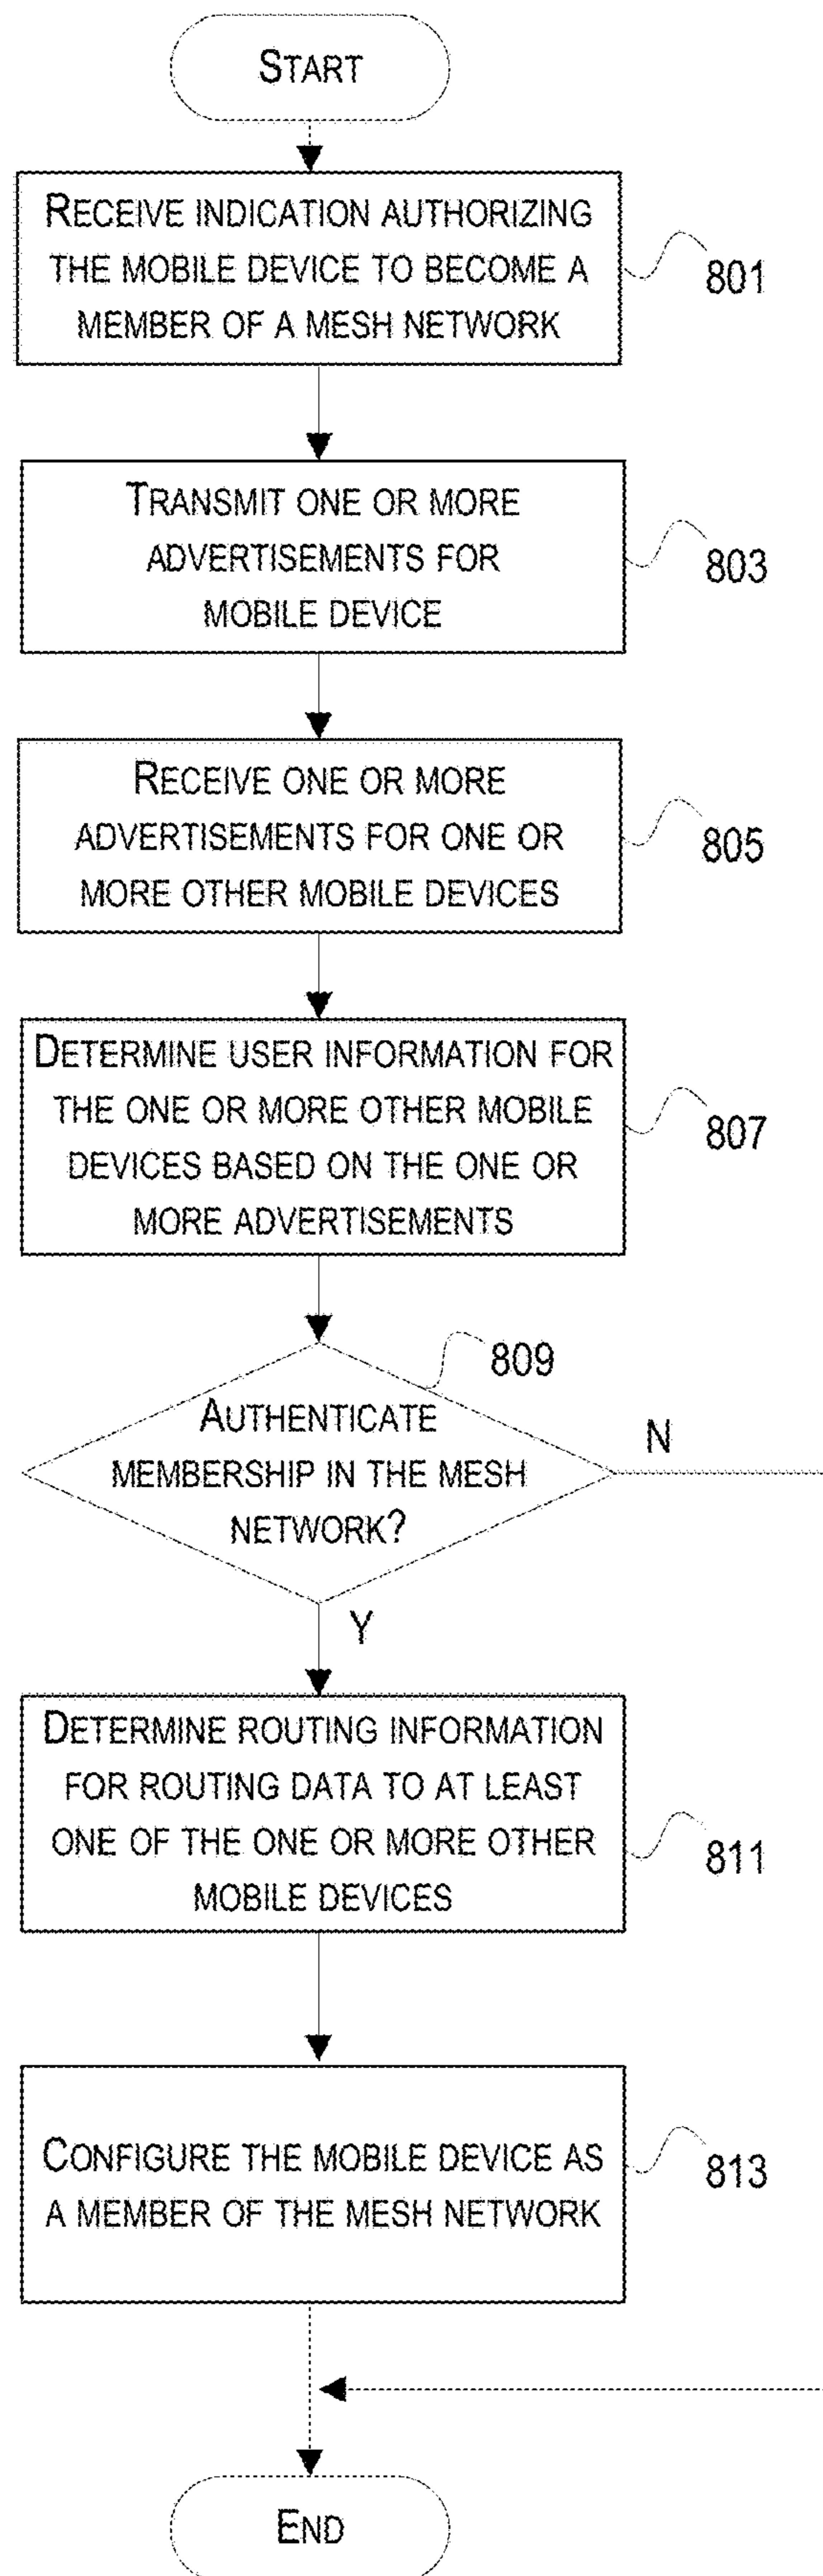 START
RECEIVE INDICATION AUTHORIZING
THE MOBILE DEVICE TO BECOME A
MEMBER OF A MESH NETWORK
801
TRANSMIT ONE OR MORE
ADVERTISEMENTS FOR
MOBILE DEVICE
803
RECEIVE ONE OR MORE
ADVERTISEMENTS FOR ONE OR
MORE OTHER MOBILE DEVICES
805
DETERMINE USER INFORMATION FOR
THE ONE OR MORE OTHER MOBILE
DEVICES BASED ON THE ONE OR
MORE ADVERTISEMENTS
807
809
AUTHENTICATE
MEMBERSHIP IN THE MESH
NETWORK?
N
Y
DETERMINE ROUTING INFORMATION
FOR ROUTING DATA TO AT LEAST
ONE OF THE ONE OR MORE OTHER
MOBILE DEVICES
811
CONFIGURE THE MOBILE DEVICE AS
A MEMBER OF THE MESH NETWORK
813
END